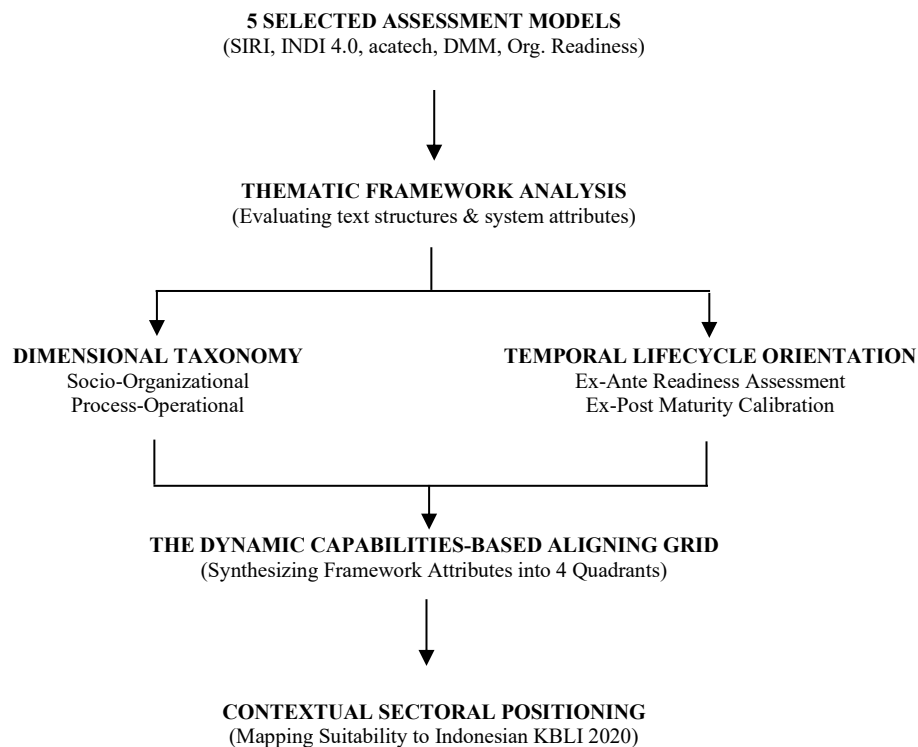 5 SELECTED ASSESSMENT MODELS
(SIRI, INDI 4.0, acatech, DMM, Org. Readiness)
THEMATIC FRAMEWORK ANALYSIS
(Evaluating text structures & system attributes)
DIMENSIONAL TAXONOMY
Socio-Organizational
Process-Operational
TEMPORAL LIFECYCLE ORIENTATION
Ex-Ante Readiness Assessment
Ex-Post Maturity Calibration
THE DYNAMIC CAPABILITIES-BASED ALIGNING GRID
(Synthesizing Framework Attributes into 4 Quadrants)
CONTEXTUAL SECTORAL POSITIONING
(Mapping Suitability to Indonesian KBLI 2020)